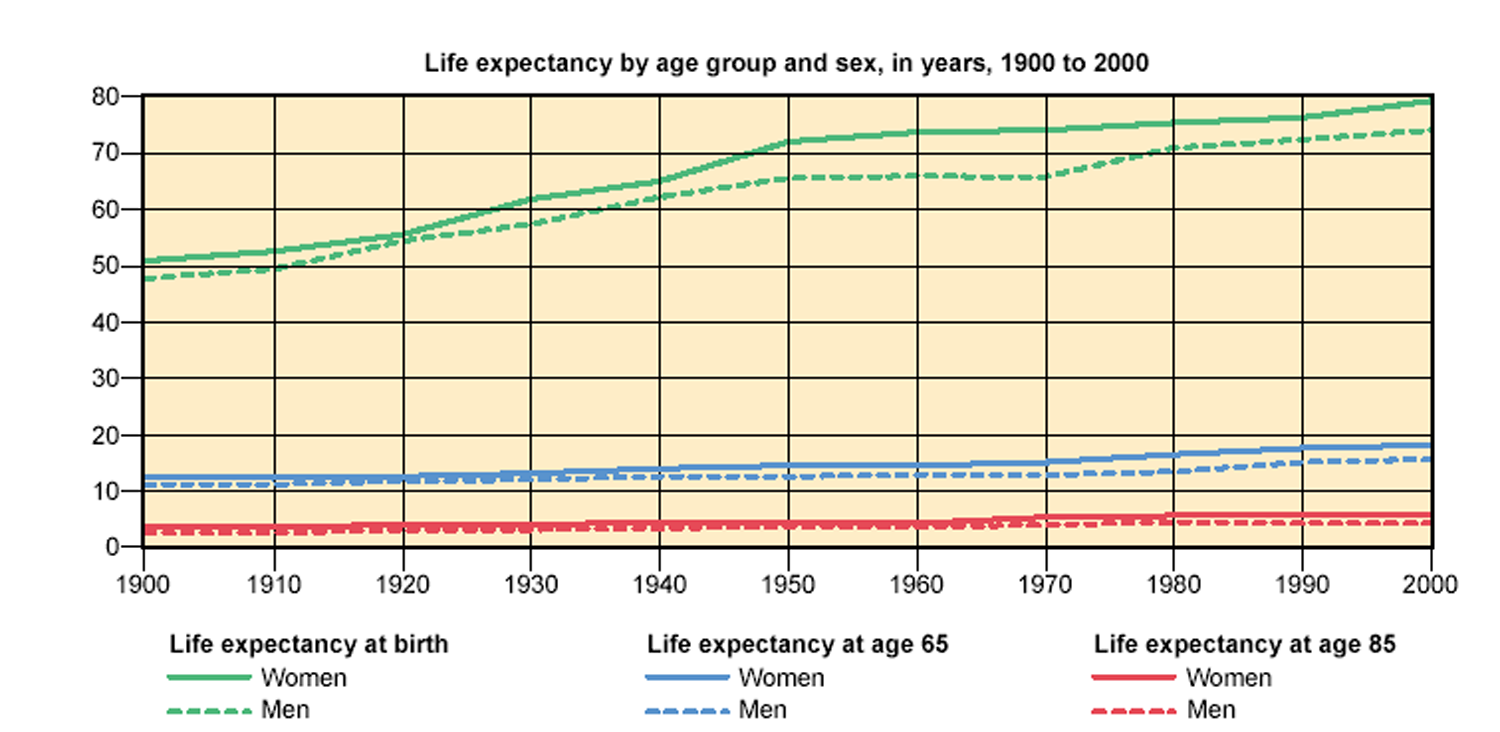 Life expectancy by age group and sex, in years, 1900 to 2000
80
70
60
50
40
30
20
10
0
1900 1910 1920 1930 1940 1950 1960 1970 1980 1990 2000
Life expectancy at birth
Women
Men
Life expectancy at age 65
Women
Men
Life expectancy at age 85
Women
Men